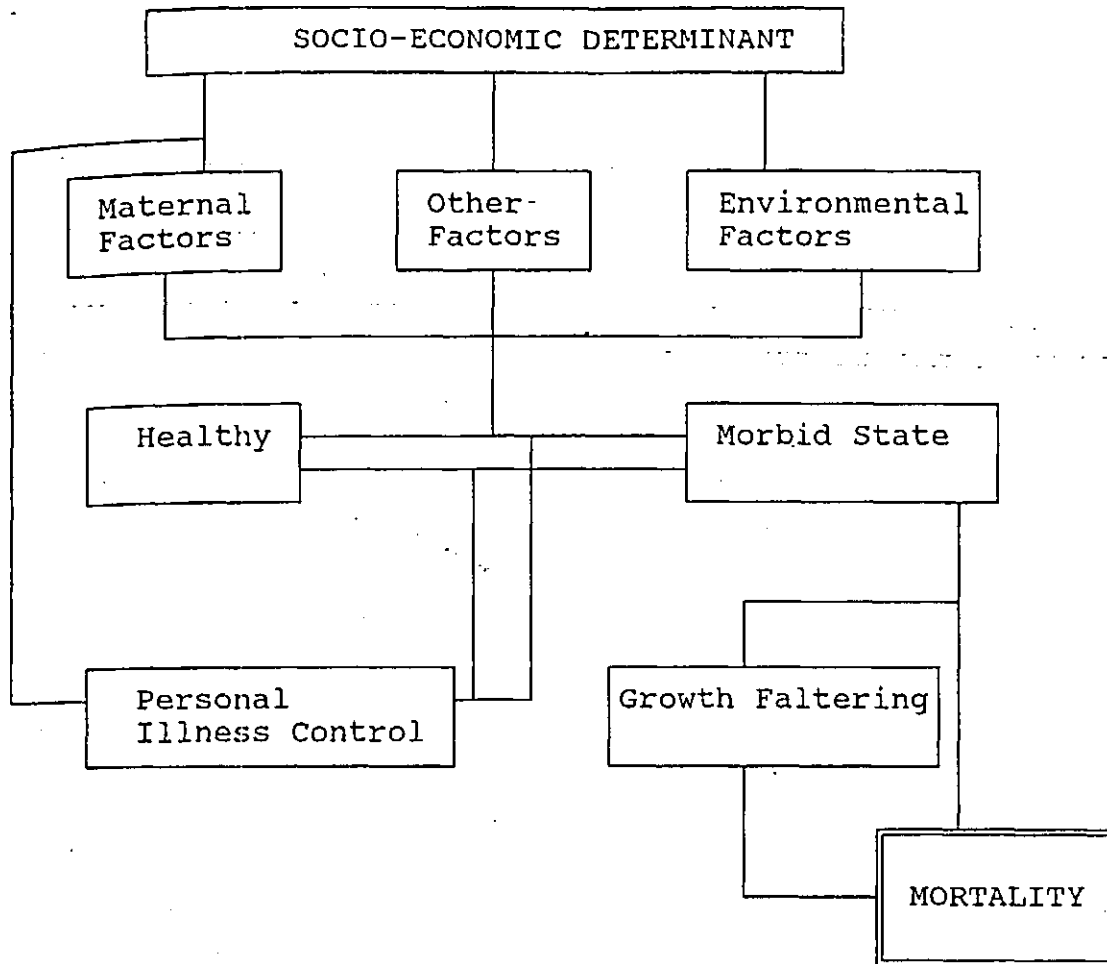 SOCIO-ECONOMIC DETERMINANT
Maternal
Factors
Other-
Factors
Environmental
Factors
Healthy
Morbid State
Personal
Illness Control
Growth Faltering
MORTALITY